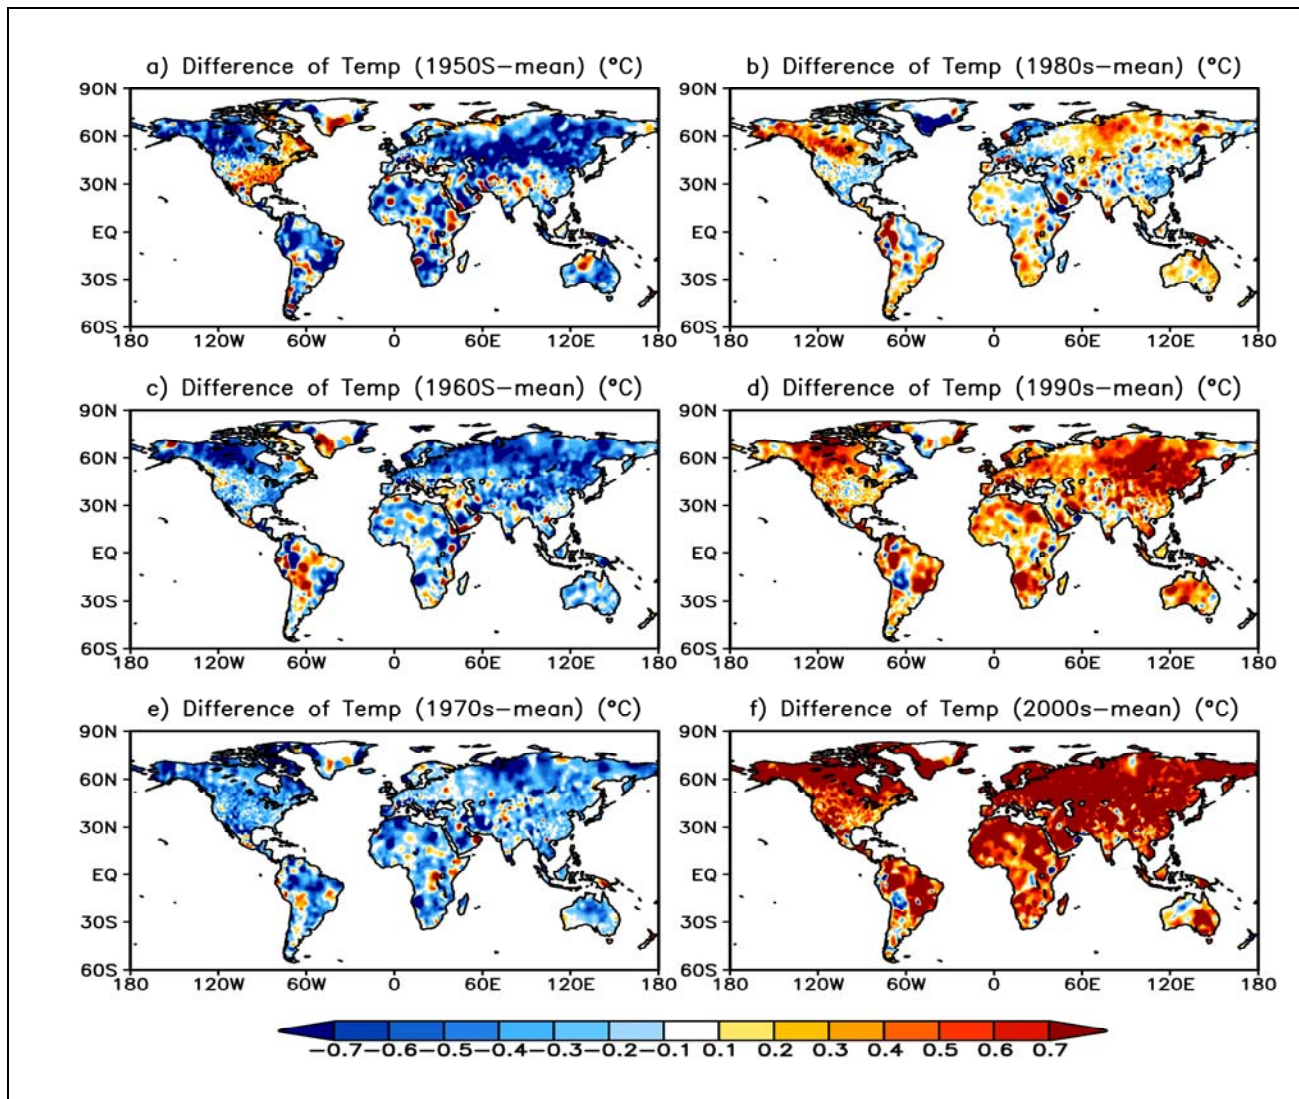 a) Difference of Temp (1950S-mean) (°C)
90N
60N
30N
EQ
30S
60S
180 120W 60W 0 60E 120E 180
b) Difference of Temp (1980s-mean) (°C)
90N
60N
30N
EQ
30S
60S
180 120W 60W 0 60E 120E 180
c) Difference of Temp (1960S-mean) (°C)
90N
60N
30N
EQ
30S
60S
180 120W 60W 0 60E 120E 180
d) Difference of Temp (1990s-mean) (°C)
90N
60N
30N
EQ
30S
60S
180 120W 60W 0 60E 120E 180
e) Difference of Temp (1970s-mean) (°C)
90N
60N
30N
EQ
30S
60S
180 120W 60W 0 60E 120E 180
f) Difference of Temp (2000s-mean) (°C)
90N
60N
30N
EQ
30S
60S
180 120W 60W 0 60E 120E 180
-0.7 -0.6 -0.5 -0.4 -0.3 -0.2 -0.1 0.1 0.2 0.3 0.4 0.5 0.6 0.7